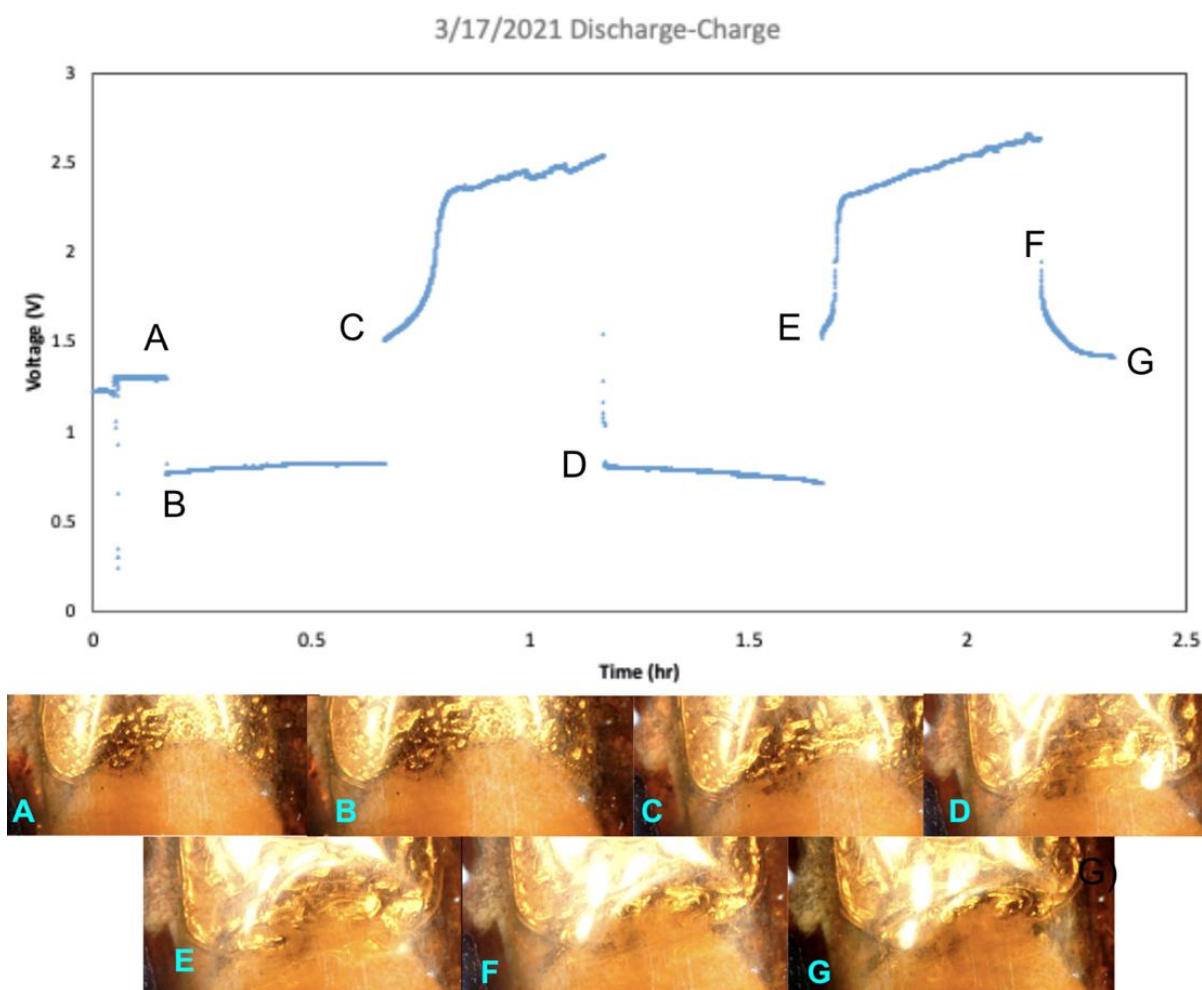 3/17/2021 Discharge-Charge
3
2.5
2
1.5
1
0.5
0
Voltage (V)
A
B
C
D
E
F
G
0
0.5
1
1.5
2
2.5
Time (hr)
A
B
C
D
E
F
G
G)